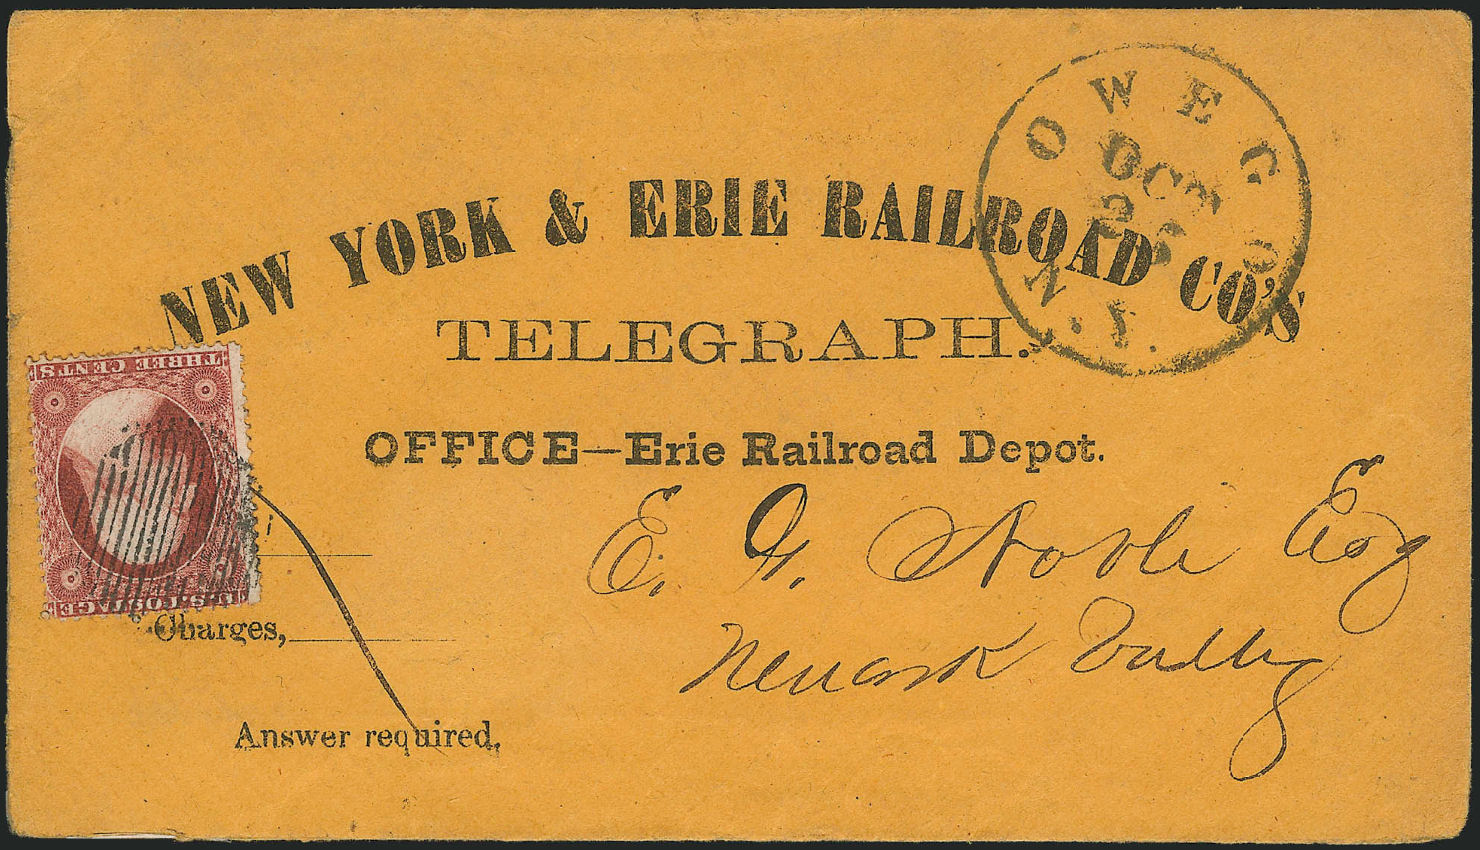 OWEGO
OCT
N.Y.
NEW YORK & ERIE RAILROAD CO'S
TELEGRAPH.
OFFICE—Erie Railroad Depot.
THREE CENTS
U.S. POSTAGE
E. G. Noble Esq
Newark Valley
Charges,
Answer required,